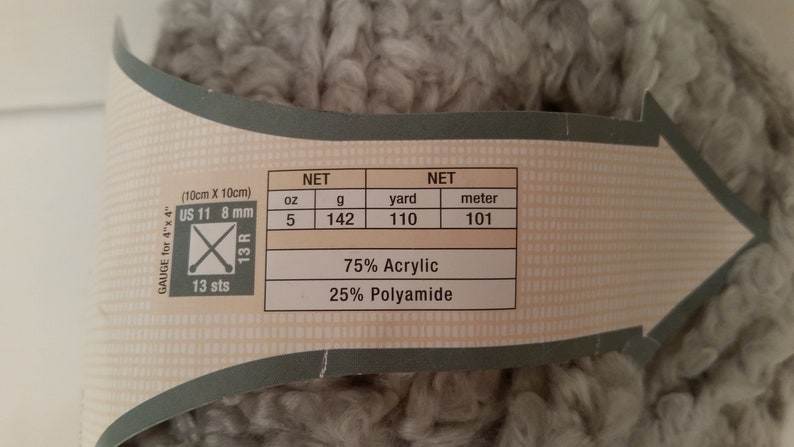 GAUGE for 4"x 4"
(10cm X 10cm)
US 11 8 mm
13 R
13 sts
NET NET
oz g yard meter
5 142 110 101
75% Acrylic
25% Polyamide